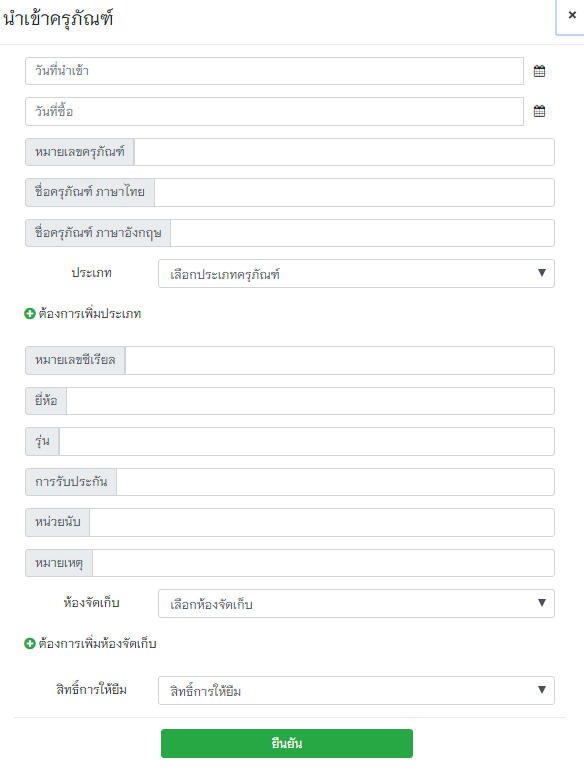 นำเข้าครุภัณฑ์ ×
วันที่นำเข้า
วันที่ซื้อ
หมายเลขครุภัณฑ์
ชื่อครุภัณฑ์ ภาษาไทย
ชื่อครุภัณฑ์ ภาษาอังกฤษ
ประเภท เลือกประเภทครุภัณฑ์
ต้องการเพิ่มประเภท
หมายเลขซีเรียล
ยี่ห้อ
รุ่น
การรับประกัน
หน่วยนับ
หมายเหตุ
ห้องจัดเก็บ เลือกห้องจัดเก็บ
ต้องการเพิ่มห้องจัดเก็บ
สิทธิ์การให้ยืม สิทธิ์การให้ยืม
ยืนยัน